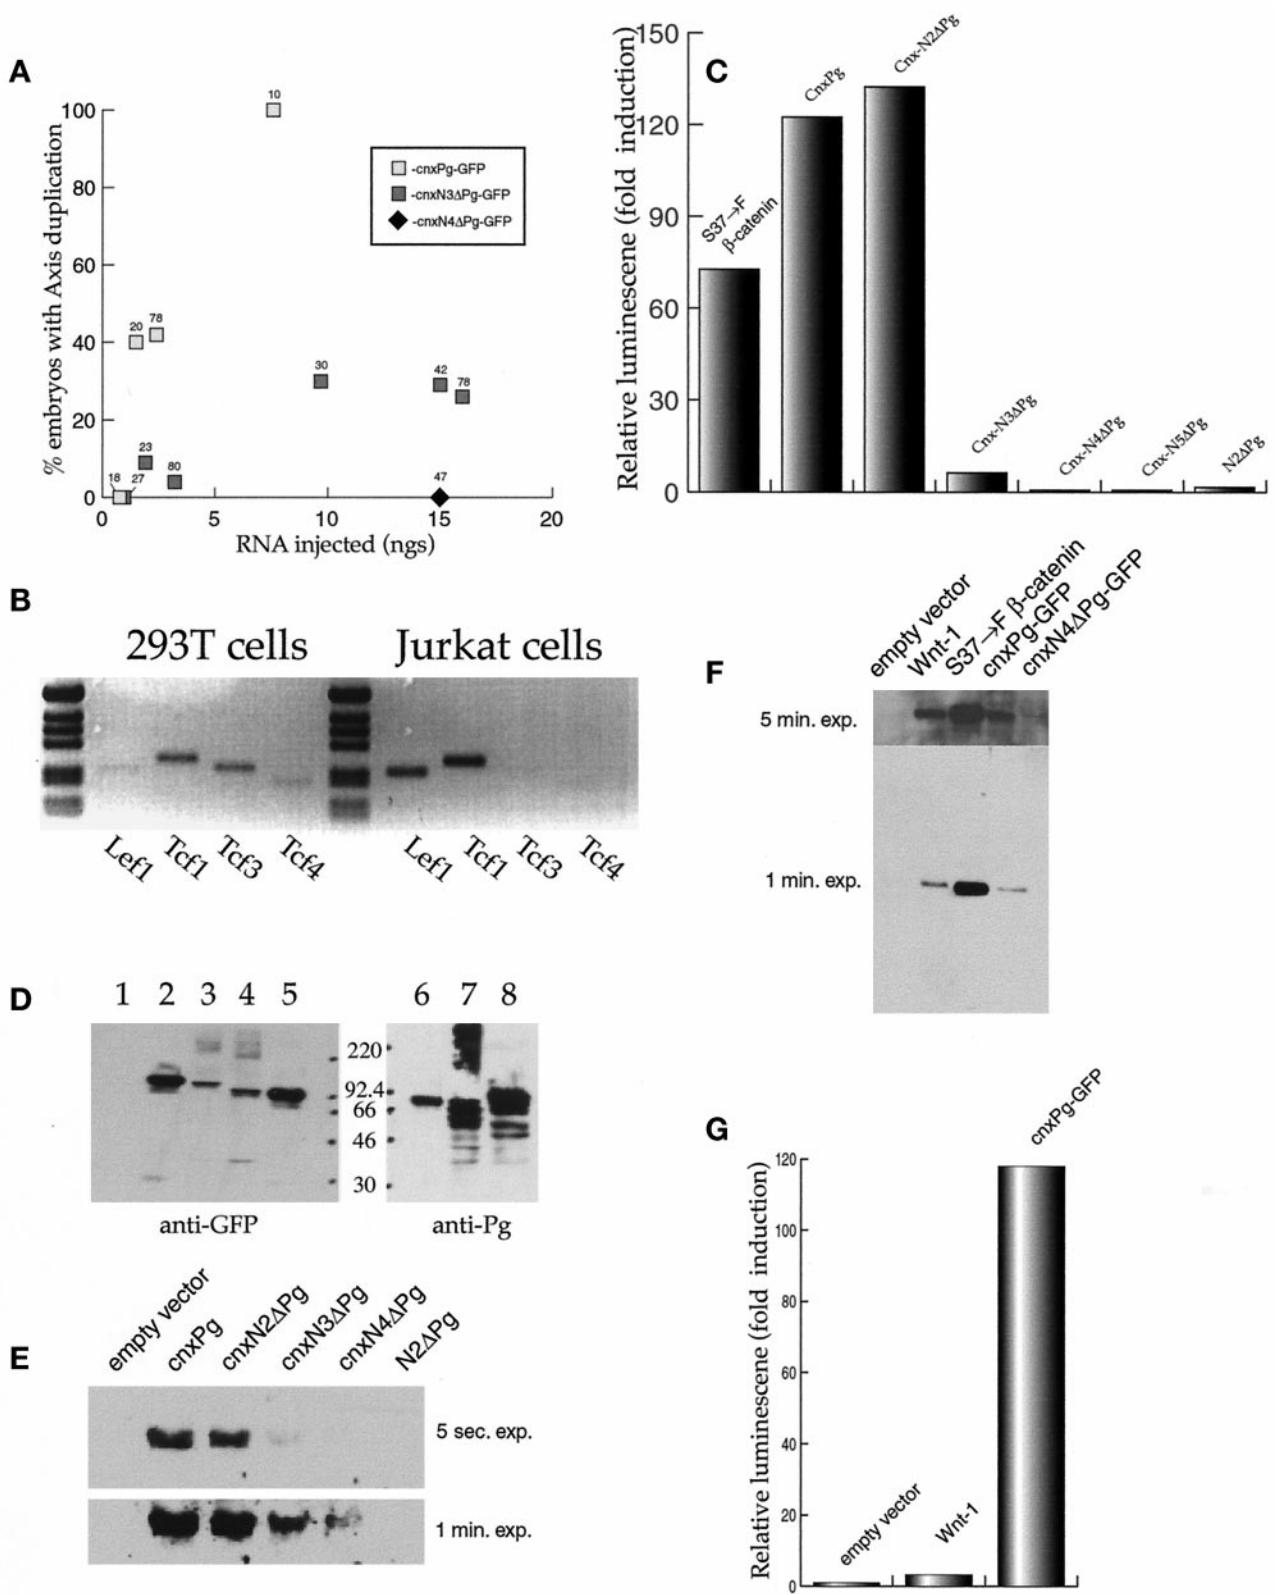 A
% embryos with Axis duplication
100
80
60
40
20
0
10
20
78
30
42
78
23
80
18
27
47
-cnxPg-GFP
-cnxN3ΔPg-GFP
-cnxN4ΔPg-GFP
0
5
10
15
20
RNA injected (ngs)
C
Relative luminescene (fold induction)
150
120
90
60
30
0
S37→F
β-catenin
CnxPg
Cnx-N2ΔPg
Cnx-N3ΔPg
Cnx-N4ΔPg
Cnx-N5ΔPg
N2ΔPg
B
293T cells
Jurkat cells
Lef1
Tcf1
Tcf3
Tcf4
Lef1
Tcf1
Tcf3
Tcf4
F
empty vector
Wnt-1
S37→F β-catenin
cnxPg-GFP
cnxN4ΔPg-GFP
5 min. exp.
1 min. exp.
D
1 2 3 4 5
6 7 8
220
92.4
66
46
30
anti-GFP
anti-Pg
E
empty vector
cnxPg
cnxN2ΔPg
cnxN3ΔPg
cnxN4ΔPg
N2ΔPg
5 sec. exp.
1 min. exp.
G
Relative luminescene (fold induction)
120
100
80
60
40
20
0
empty vector
Wnt-1
cnxPg-GFP